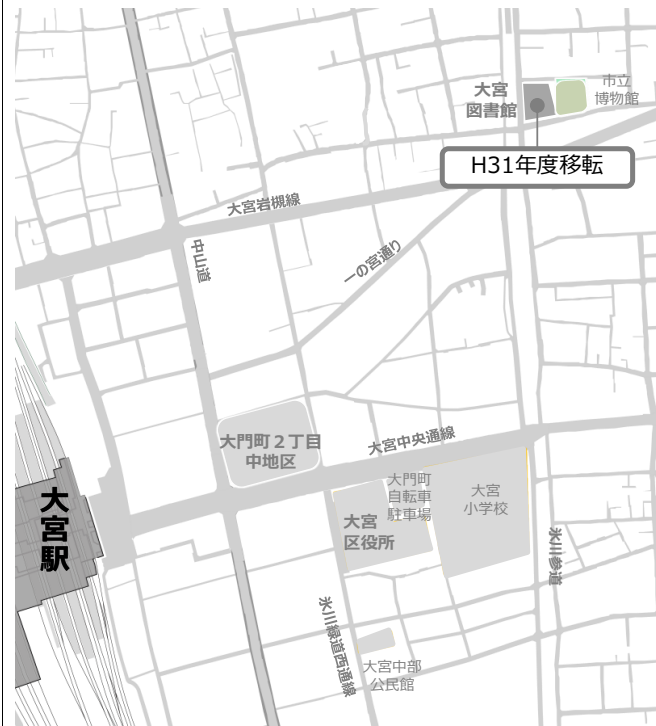 大宮
図書館
市立
博物館
H31年度移転
大宮岩槻線
中山道
一の宮通り
大門町２丁目
中地区
大宮中央通線
大門町
自転車
駐車場
大宮
小学校
大宮
区役所
大宮駅
氷川参道
氷川緑道西通線
大宮中部
公民館